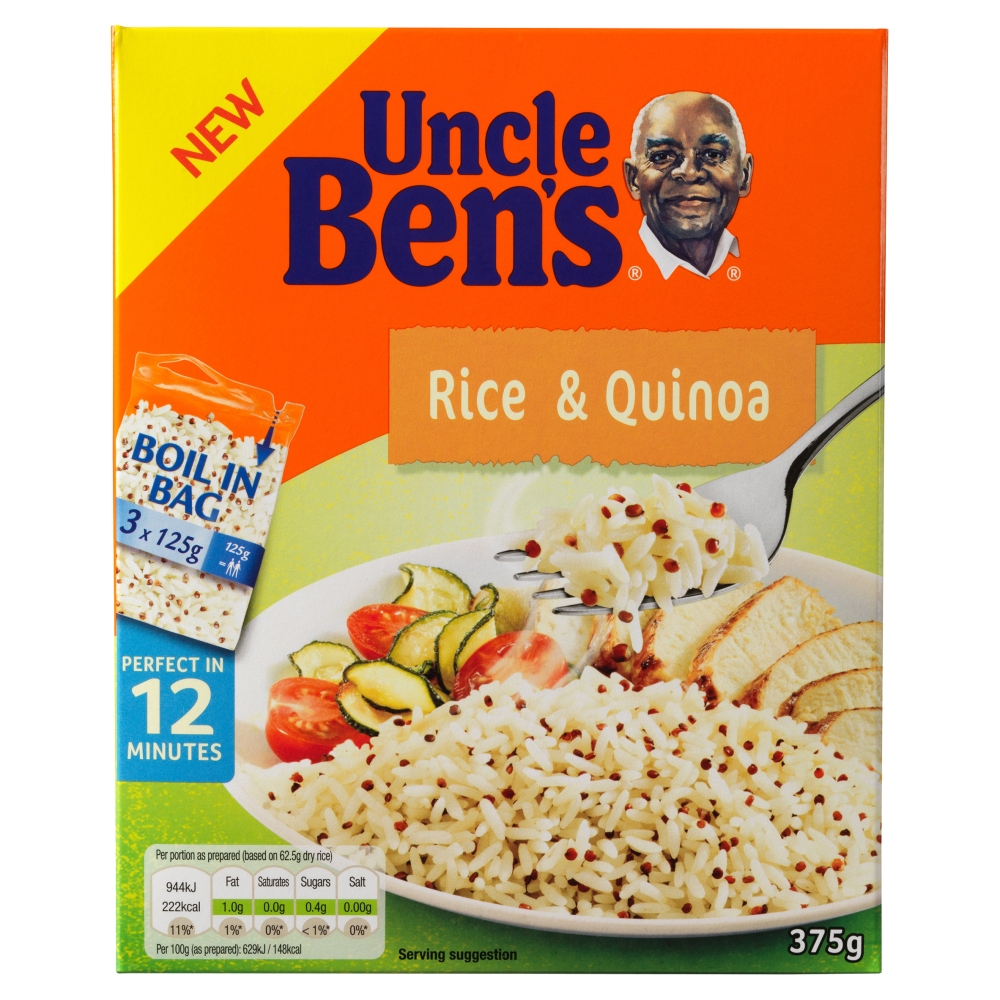 NEW
Uncle
Ben's
® ®
Rice & Quinoa
BOIL IN
BAG
3 x 125g
125g
=
PERFECT IN
12
MINUTES
Per portion as prepared (based on 62.5g dry rice)
944kJ
222kcal
11%*
Fat
1.0g
1%*
Saturates
0.0g
0%*
Sugars
0.4g
< 1%*
Salt
0.00g
0%*
Per 100g (as prepared): 629kJ / 148kcal
Serving suggestion
375g